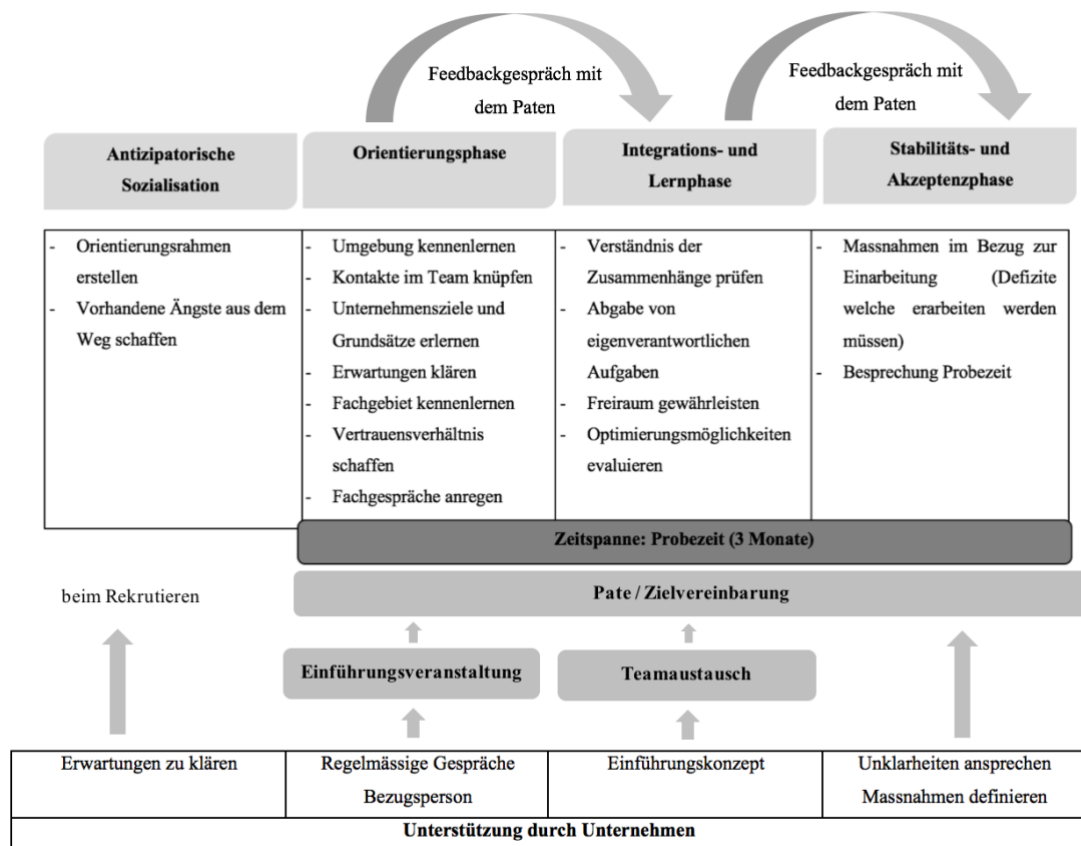 Feedbackgespräch mit
dem Paten
Feedbackgespräch mit
dem Paten
Antizipatorische
Sozialisation
Orientierungsphase
Integrations- und
Lernphase
Stabilitäts- und
Akzeptenzphase
- Orientierungsrahmen
erstellen
- Vorhandene Ängste aus dem
Weg schaffen
- Umgebung kennenlernen
- Kontakte im Team knüpfen
- Unternehmensziele und
Grundsätze erlernen
- Erwartungen klären
- Fachgebiet kennenlernen
- Vertrauensverhältnis
schaffen
- Fachgespräche anregen
- Verständnis der
Zusammenhänge prüfen
- Abgabe von
eigenverantwortlichen
Aufgaben
- Freiraum gewährleisten
- Optimierungsmöglichkeiten
evaluieren
- Massnahmen im Bezug zur
Einarbeitung (Defizite
welche erarbeiten werden
müssen)
- Besprechung Probezeit
Zeitspanne: Probezeit (3 Monate)
beim Rekrutieren
Pate / Zielvereinbarung
Einführungsveranstaltung
Teamaustausch
Erwartungen zu klären
Regelmässige Gespräche
Bezugsperson
Einführungskonzept
Unklarheiten ansprechen
Massnahmen definieren
Unterstützung durch Unternehmen